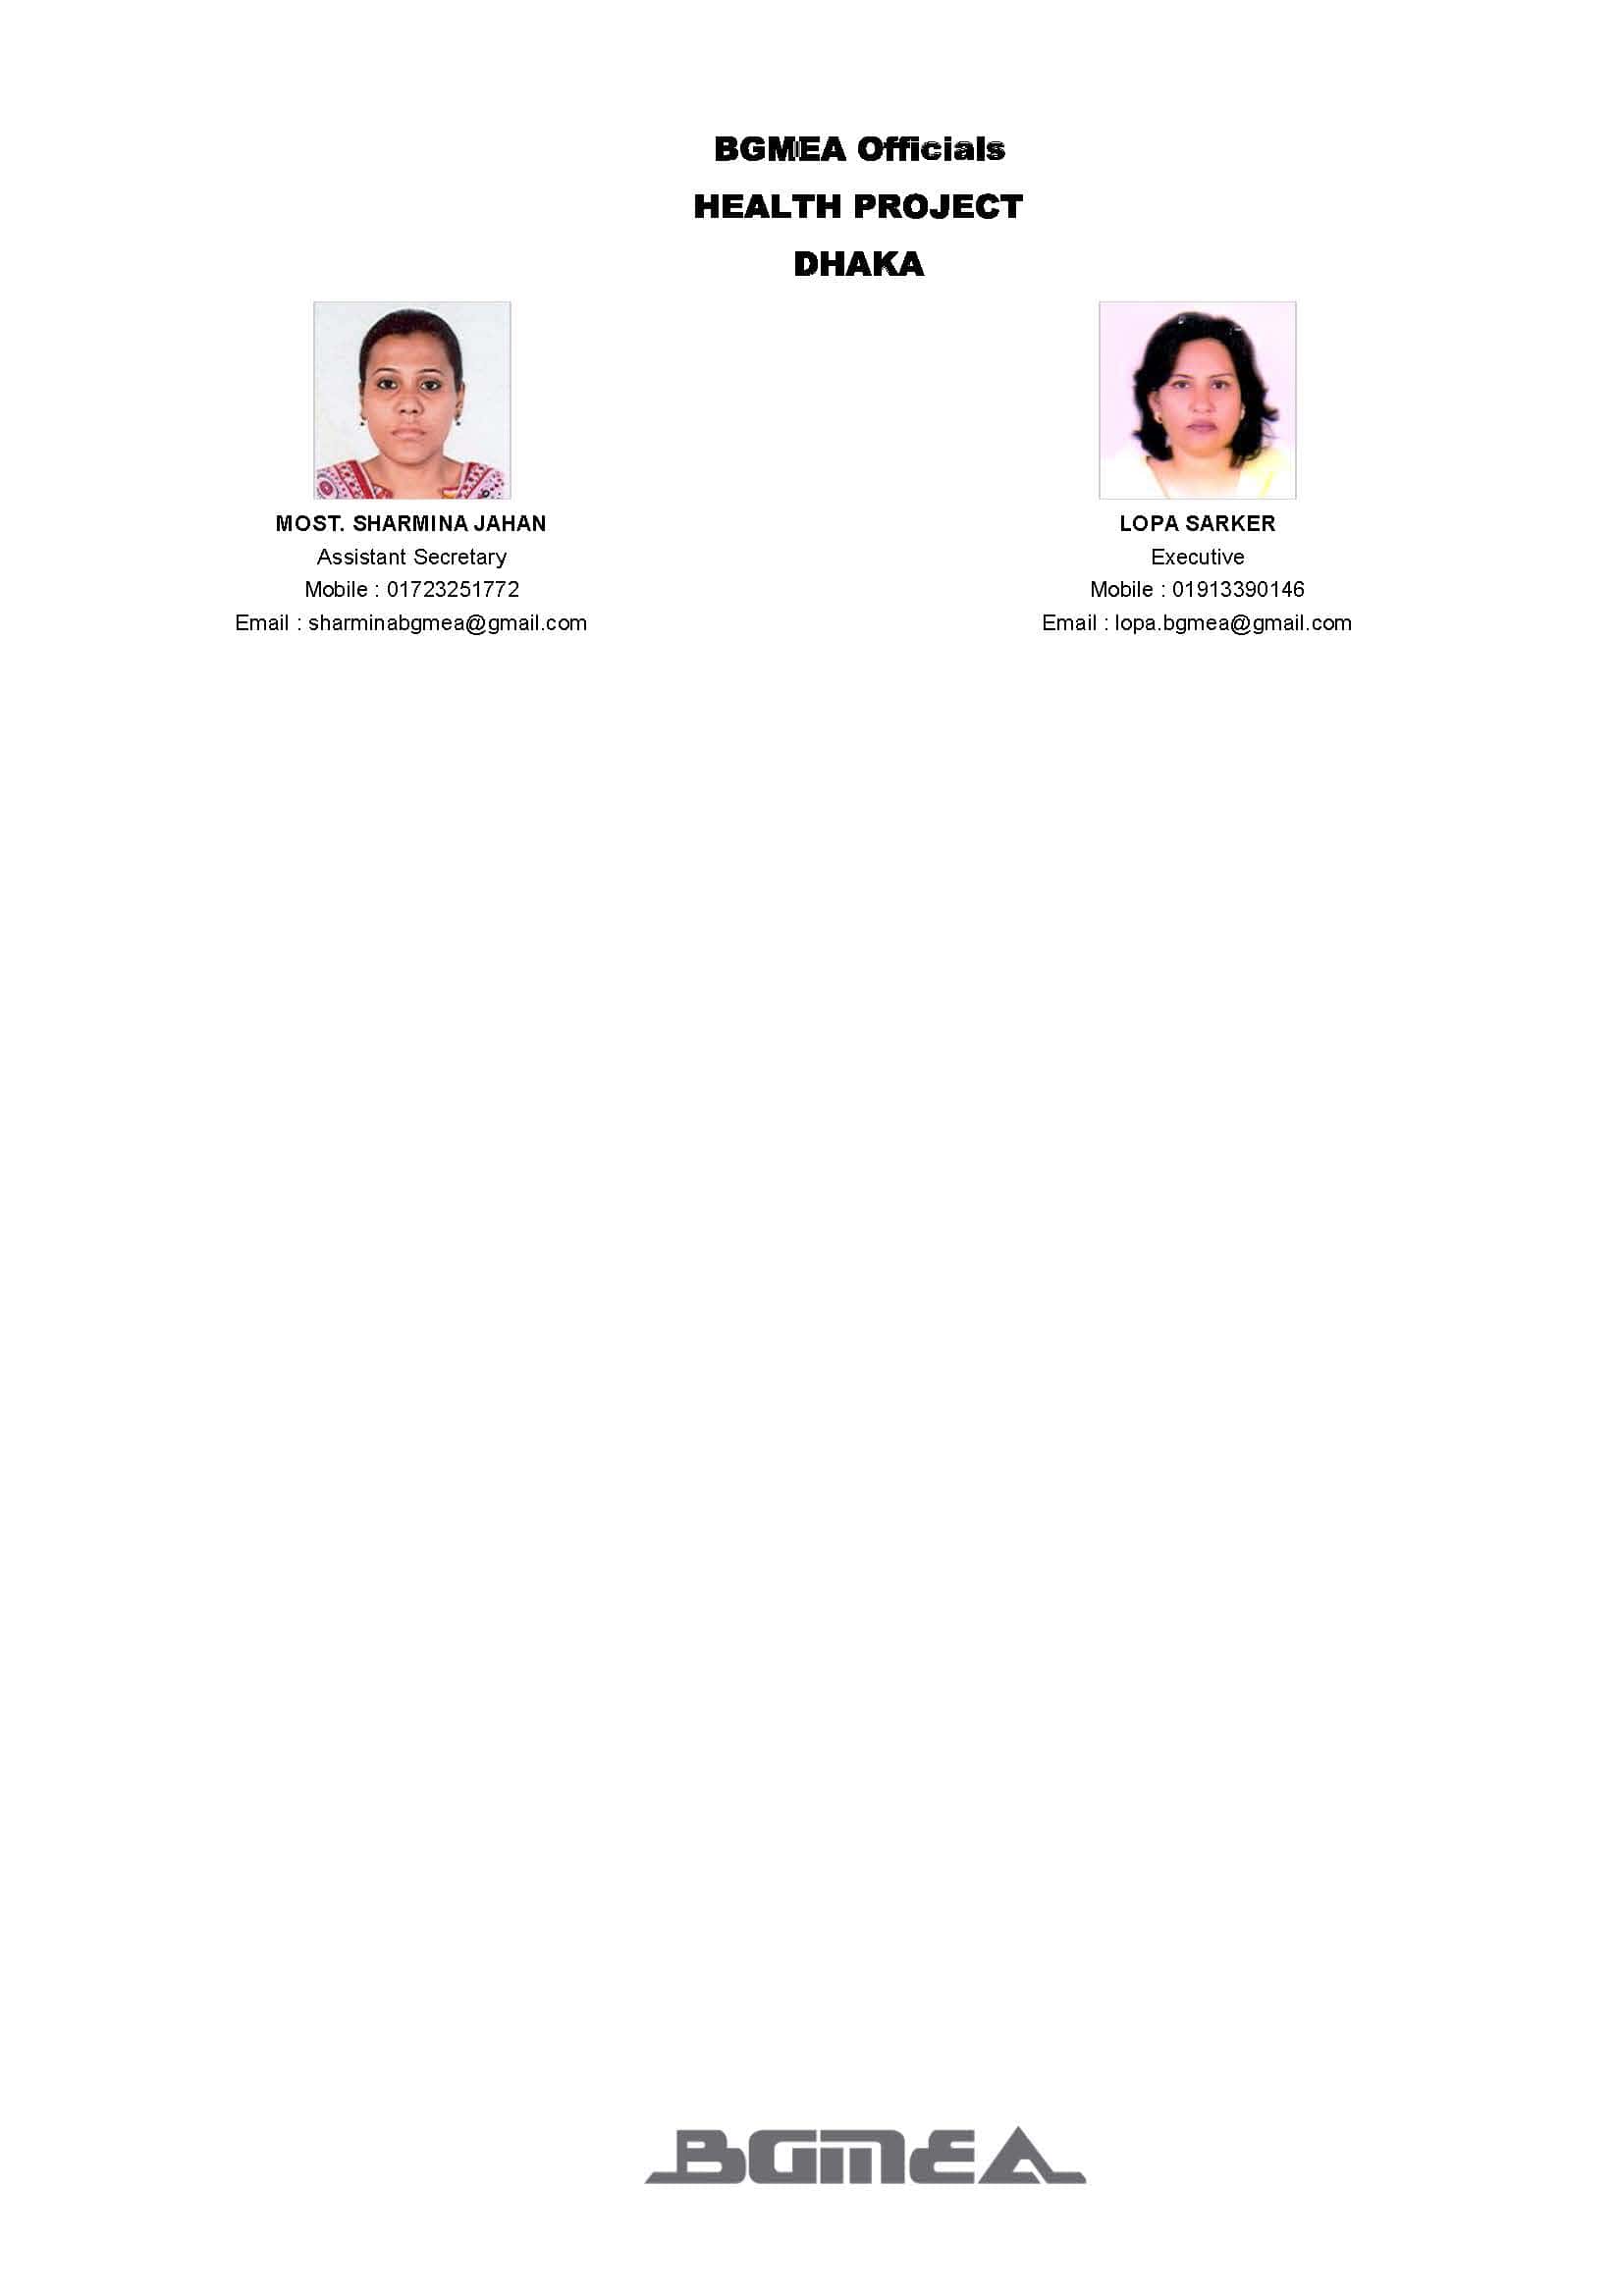 BGMEA Officials
HEALTH PROJECT
DHAKA
MOST. SHARMINA JAHAN
Assistant Secretary
Mobile : 01723251772
Email : sharminabgmea@gmail.com
LOPA SARKER
Executive
Mobile : 01913390146
Email : lopa.bgmea@gmail.com
BGMEA